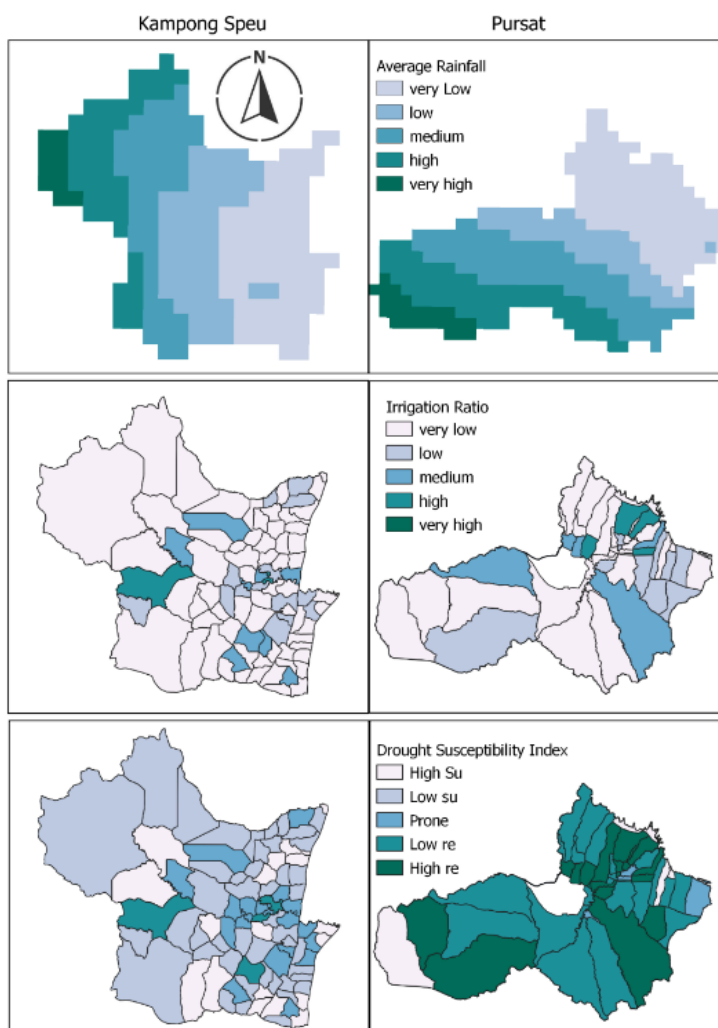 Kampong Speu
Pursat
N
Average Rainfall
very Low
low
medium
high
very high
Irrigation Ratio
very low
low
medium
high
very high
Drought Susceptibility Index
High Su
Low su
Prone
Low re
High re